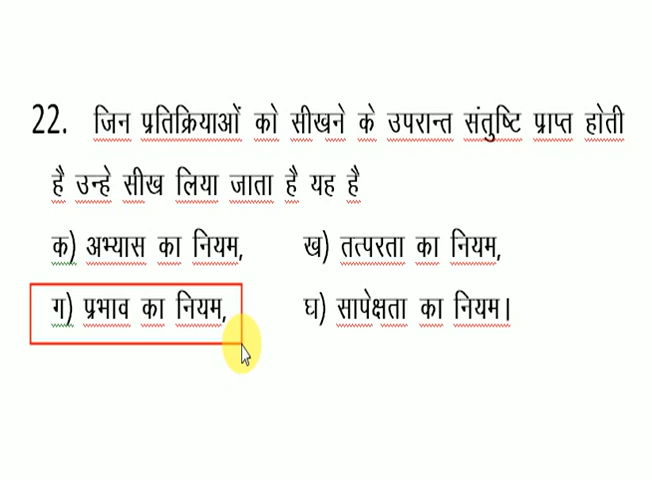 22. जिन प्रतिक्रियाओं को सीखने के उपरान्त संतुष्टि प्राप्त होती
है उन्हे सीख लिया जाता है यह है
क) अभ्यास का नियम, ख) तत्परता का नियम,
ग) प्रभाव का नियम, घ) सापेक्षता का नियम।